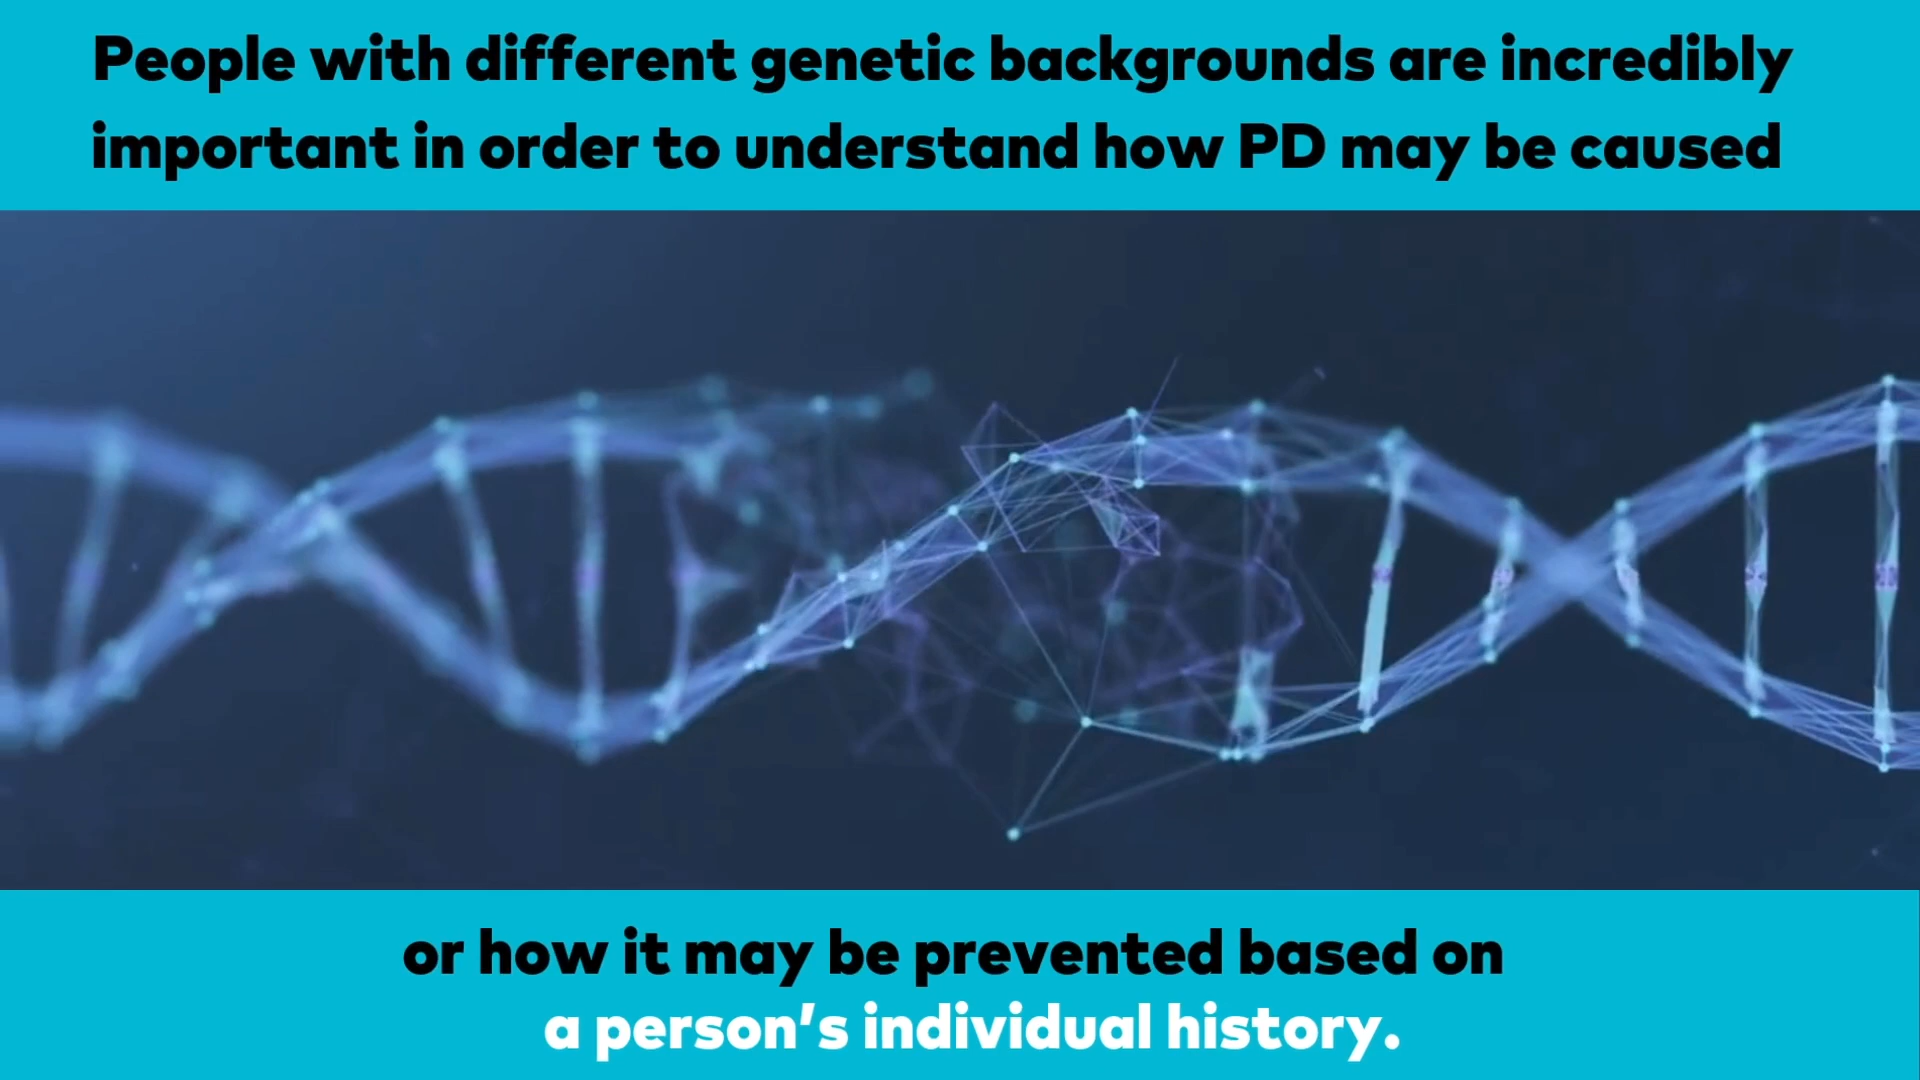 People with different genetic backgrounds are incredibly
important in order to understand how PD may be caused
or how it may be prevented based on
a person’s individual history.